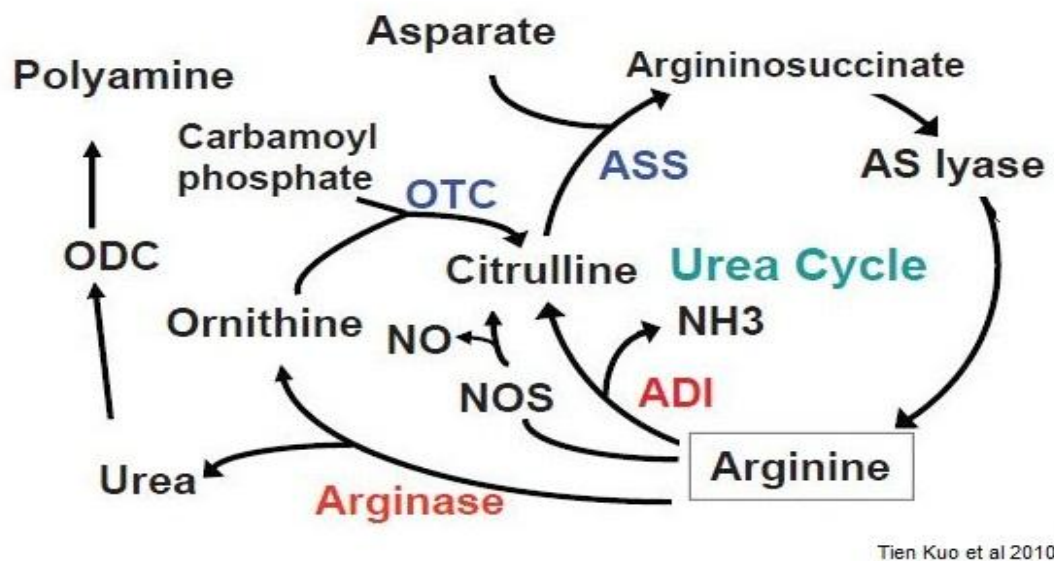 Asparate
Polyamine
Argininosuccinate
Carbamoyl
phosphate
OTC
ASS
AS lyase
ODC
Citrulline
Urea Cycle
Ornithine
NO
NH3
NOS
ADI
Arginine
Urea
Arginase
Tien Kuo et al 2010